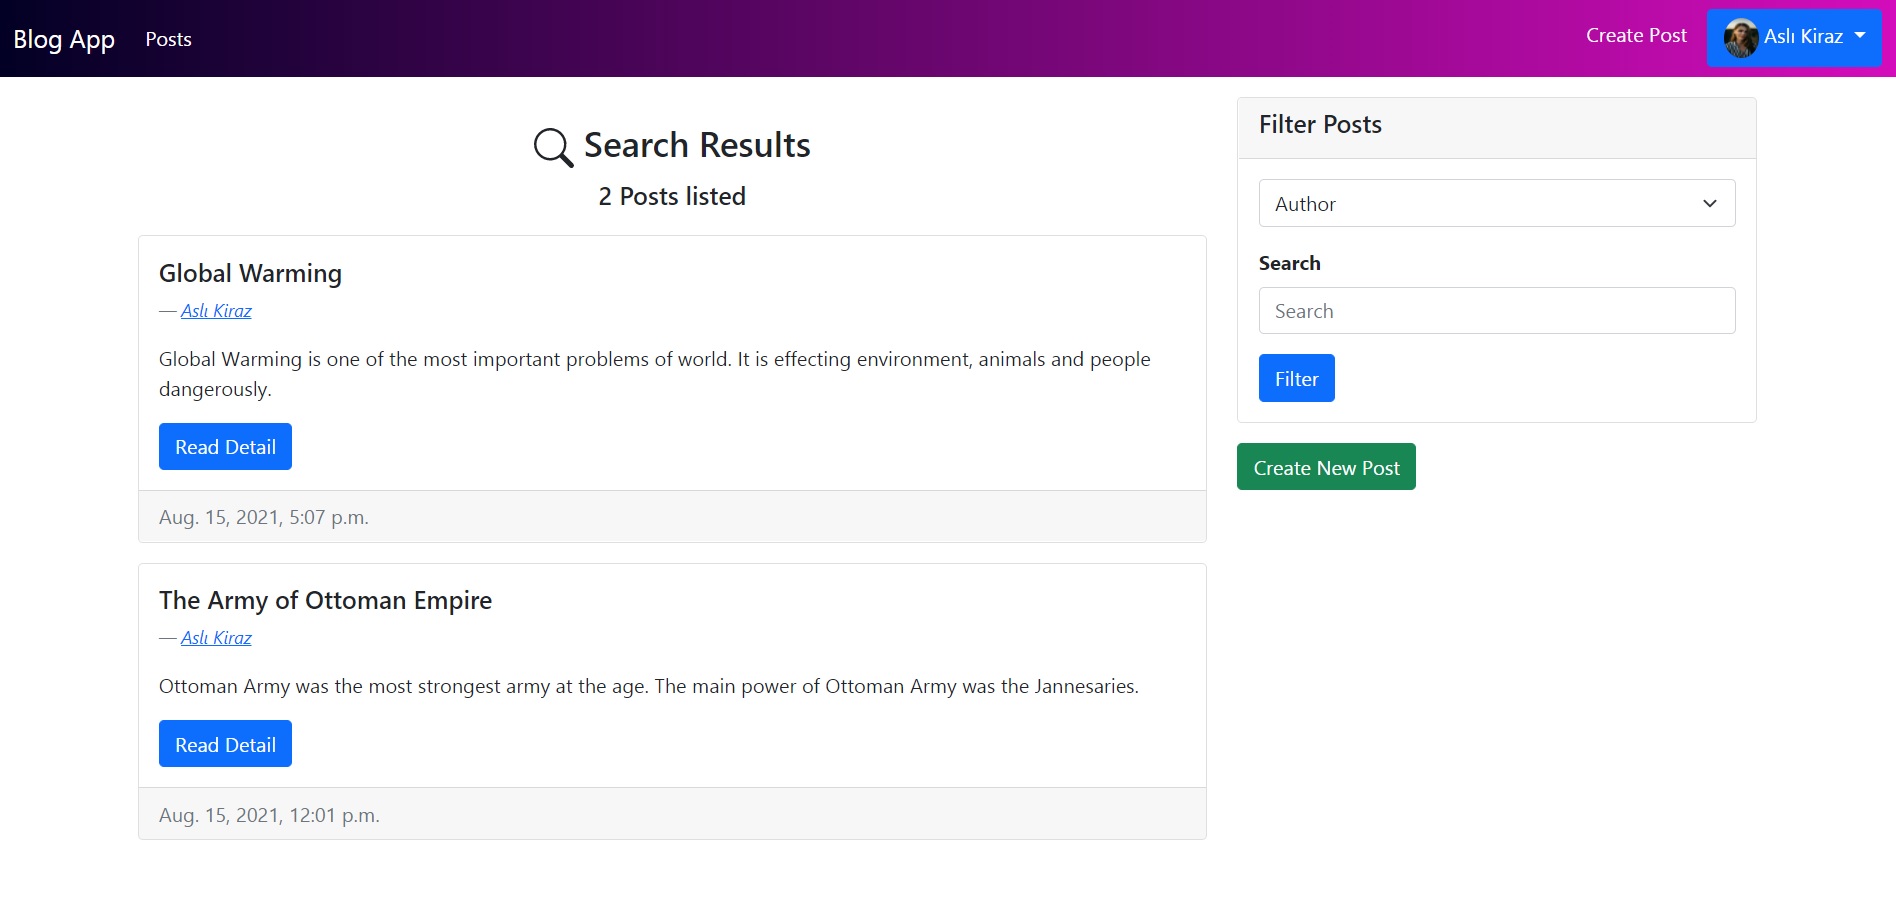 Blog App
Posts
Create Post
Aslı Kiraz
Search Results
2 Posts listed
Global Warming
— Aslı Kiraz
Global Warming is one of the most important problems of world. It is effecting environment, animals and people
dangerously.
Read Detail
Aug. 15, 2021, 5:07 p.m.
The Army of Ottoman Empire
— Aslı Kiraz
Ottoman Army was the most strongest army at the age. The main power of Ottoman Army was the Jannesaries.
Read Detail
Aug. 15, 2021, 12:01 p.m.
Filter Posts
Author
Search
Search
Filter
Create New Post